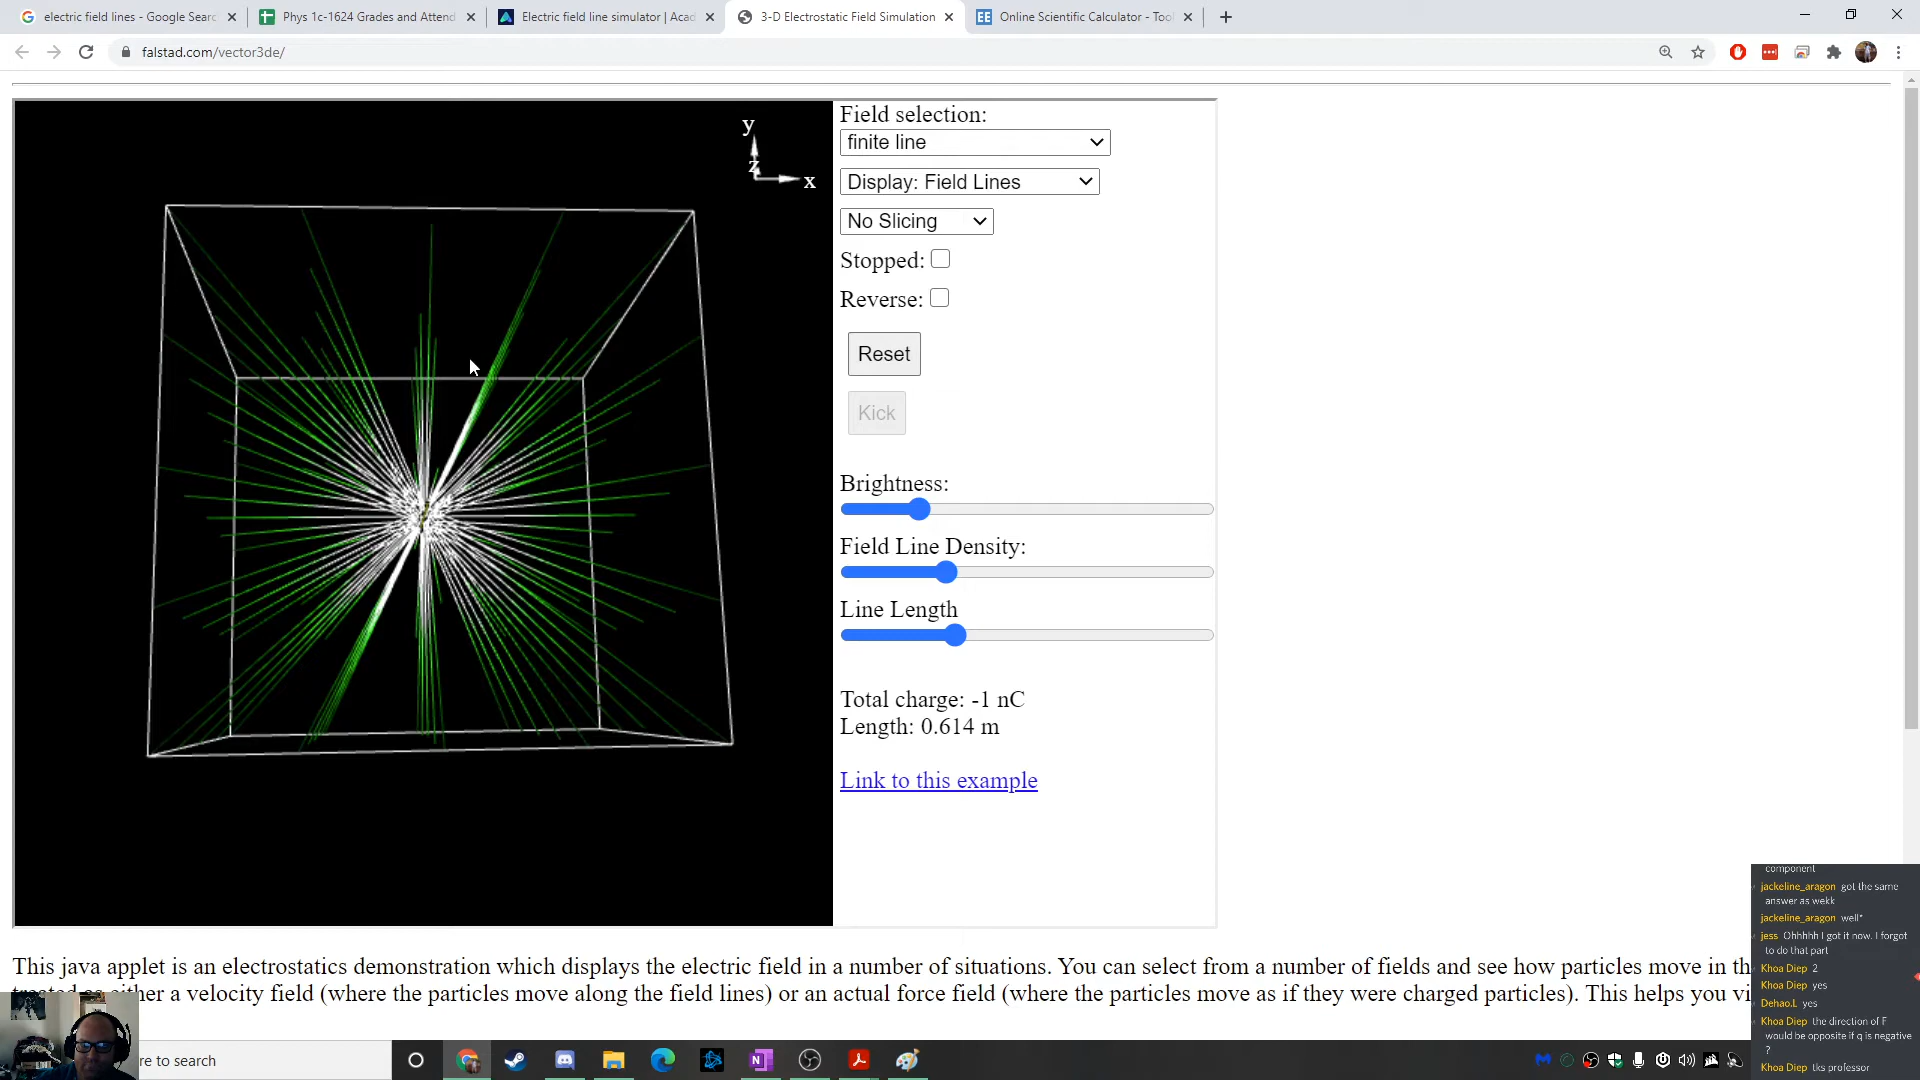 electric field lines - Google Searc
Phys 1c-1624 Grades and Attend
Electric field line simulator | Acad
3-D Electrostatic Field Simulation
EE Online Scientific Calculator - Too
falstad.com/vector3de/
y
z
x
Field selection:
finite line
Display: Field Lines
No Slicing
Stopped:
Reverse:
Reset
Kick
Brightness:
Field Line Density:
Line Length
Total charge: -1 nC
Length: 0.614 m
Link to this example
This java applet is an electrostatics demonstration which displays the electric field in a number of situations. You can select from a number of fields and see how particles move in th
either a velocity field (where the particles move along the field lines) or an actual force field (where the particles move as if they were charged particles). This helps you vi
component
jackeline_aragon got the same
answer as wekk
jackeline_aragon well*
jess Ohhhhh I got it now. I forgot
to do that part
Khoa Diep 2
Khoa Diep yes
Dehao.L yes
Khoa Diep the direction of F
would be opposite if q is negative
?
Khoa Diep tks professor
re to search